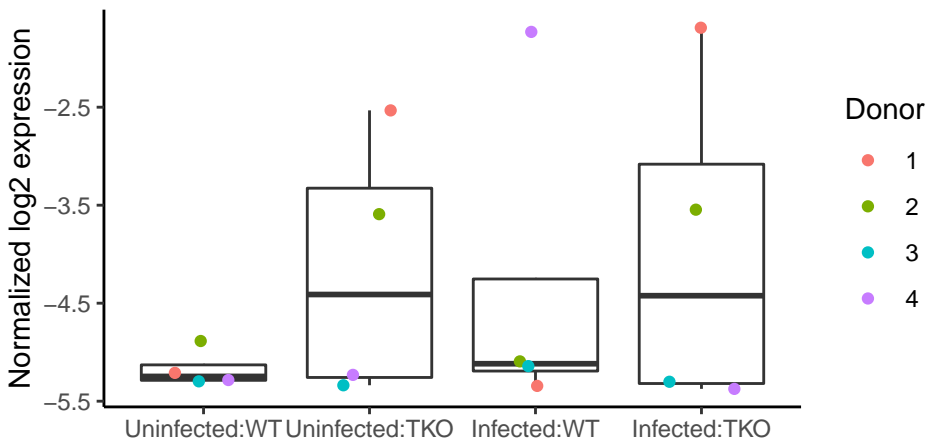 Normalized log2 expression
−2.5
−3.5
−4.5
−5.5
Uninfected:WT
Uninfected:TKO
Infected:WT
Infected:TKO
Donor
1
2
3
4